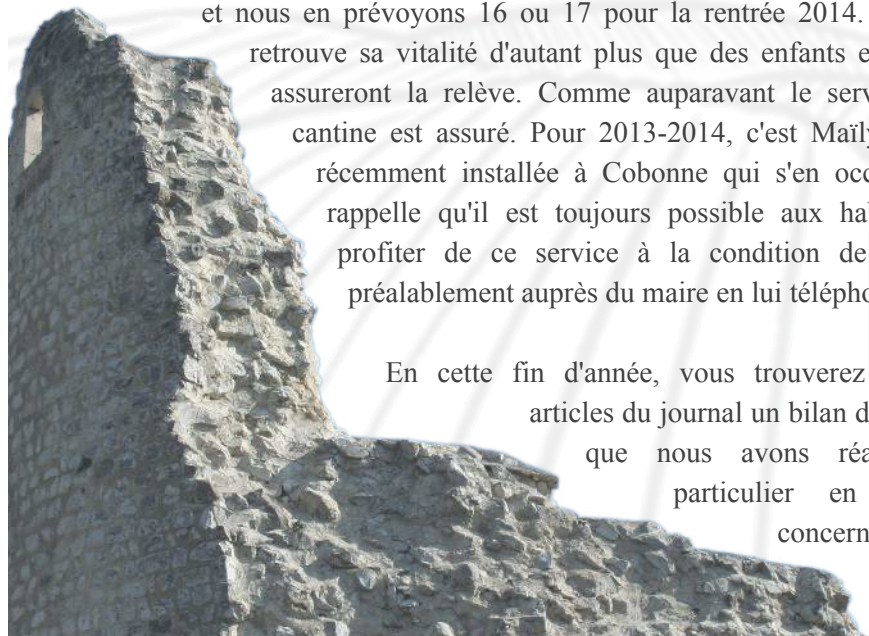 et nous en prévoyons 16 ou 17 pour la rentrée 2014.
retrouve sa vitalité d'autant plus que des enfants e
assureront la relève. Comme auparavant le serv
cantine est assuré. Pour 2013-2014, c'est Maïly
récemment installée à Cobonne qui s'en occ
rappelle qu'il est toujours possible aux hab
profiter de ce service à la condition de
préalablement auprès du maire en lui télépho
En cette fin d'année, vous trouverez
articles du journal un bilan d
que nous avons réa
particulier en
concern